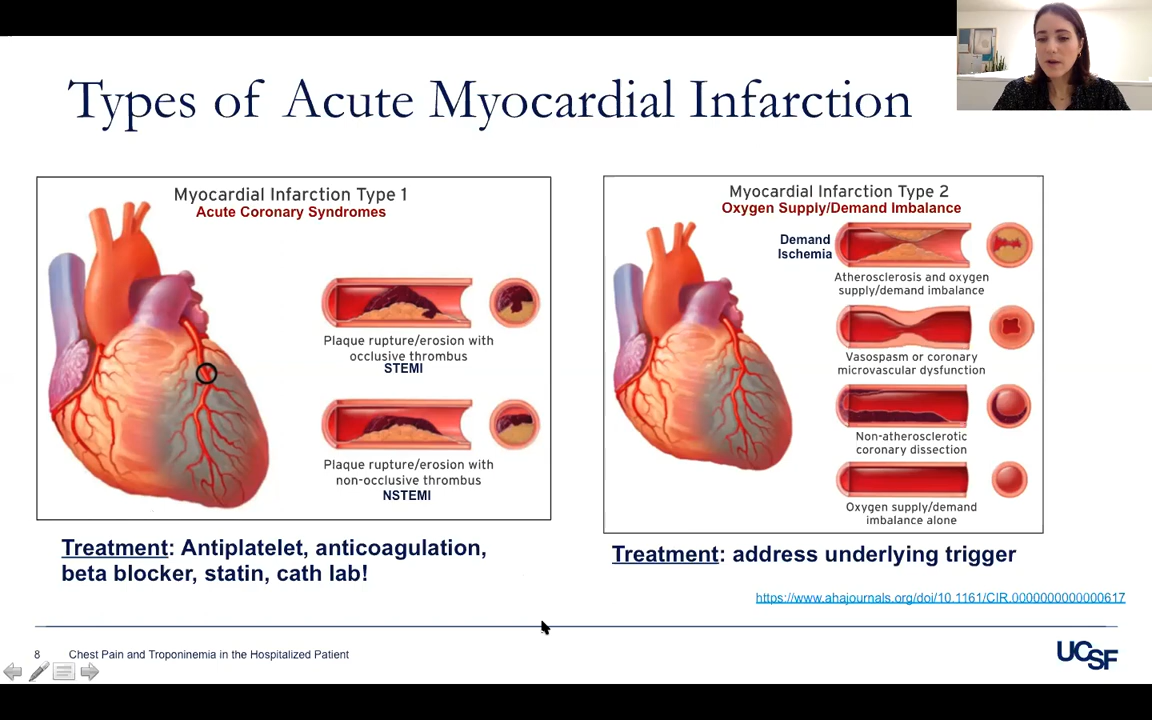 Types of Acute Myocardial Infarction
Myocardial Infarction Type 1
Acute Coronary Syndromes
Plaque rupture/erosion with
occlusive thrombus
STEMI
Plaque rupture/erosion with
non-occlusive thrombus
NSTEMI
Treatment: Antiplatelet, anticoagulation,
beta blocker, statin, cath lab!
Myocardial Infarction Type 2
Oxygen Supply/Demand Imbalance
Demand
Ischemia
Atherosclerosis and oxygen
supply/demand imbalance
Vasospasm or coronary
microvascular dysfunction
Non-atherosclerotic
coronary dissection
Oxygen supply/demand
imbalance alone
Treatment: address underlying trigger
https://www.ahajournals.org/doi/10.1161/CIR.0000000000000617
8 Chest Pain and Troponinemia in the Hospitalized Patient
UCSF